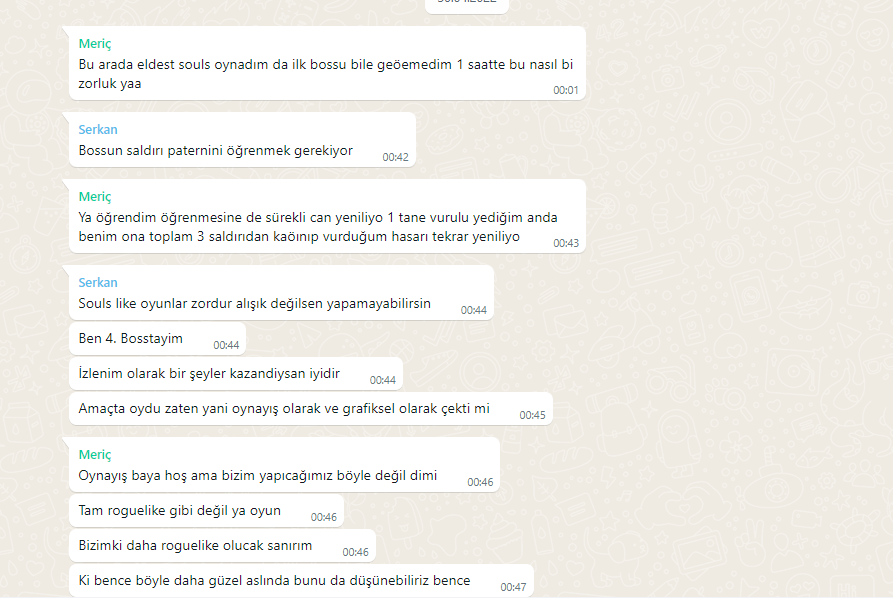 Meriç
Bu arada eldest souls oynadım da ilk bossu bile geöemedim 1 saatte bu nasıl bi
zorluk yaa
00:01
Serkan
Bossun saldırı paternini öğrenmek gerekiyor
00:42
Meriç
Ya öğrendim öğrenmesine de sürekli can yeniliyo 1 tane vurulu yediğim anda
benim ona toplam 3 saldırıdan kaöınıp vurduğum hasarı tekrar yeniliyo
00:43
Serkan
Souls like oyunlar zordur alışık değilsen yapamayabilirsin
00:44
Ben 4. Bosstayim
00:44
İzlenim olarak bir şeyler kazandiysan iyidir
00:44
Amaçta oydu zaten yani oynayış olarak ve grafiksel olarak çekti mi
00:45
Meriç
Oynayış baya hoş ama bizim yapıcağımız böyle değil dimi
00:46
Tam roguelike gibi değil ya oyun
00:46
Bizimki daha roguelike olucak sanırım
00:46
Ki bence böyle daha güzel aslında bunu da düşünebiliriz bence
00:47